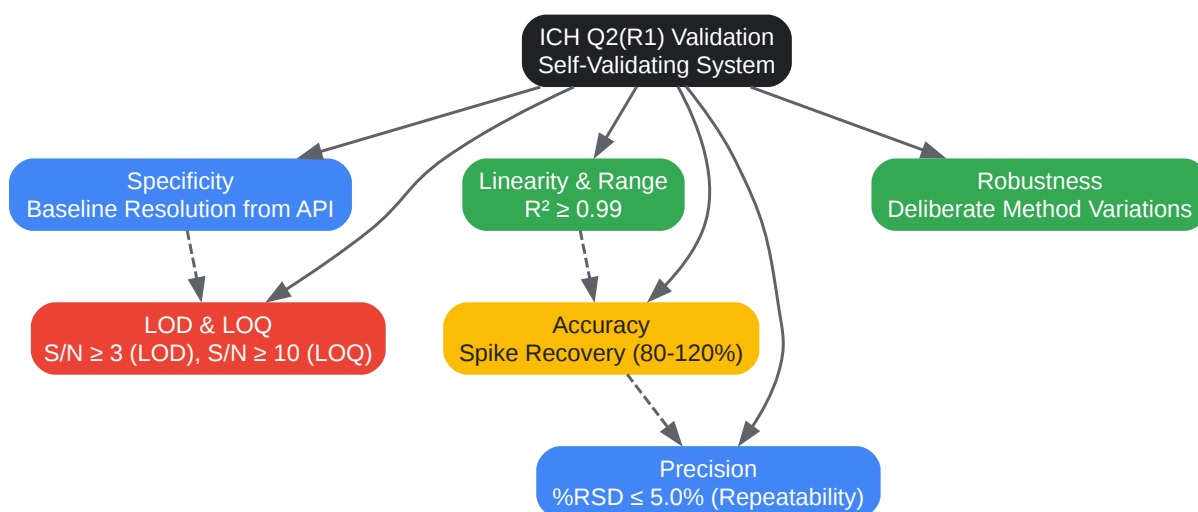 ICH Q2(R1) Validation
Self-Validating System
Specificity
Baseline Resolution from API
Linearity & Range
R² ≥ 0.99
Robustness
Deliberate Method Variations
LOD & LOQ
S/N ≥ 3 (LOD), S/N ≥ 10 (LOQ)
Accuracy
Spike Recovery (80-120%)
Precision
%RSD ≤ 5.0% (Repeatability)